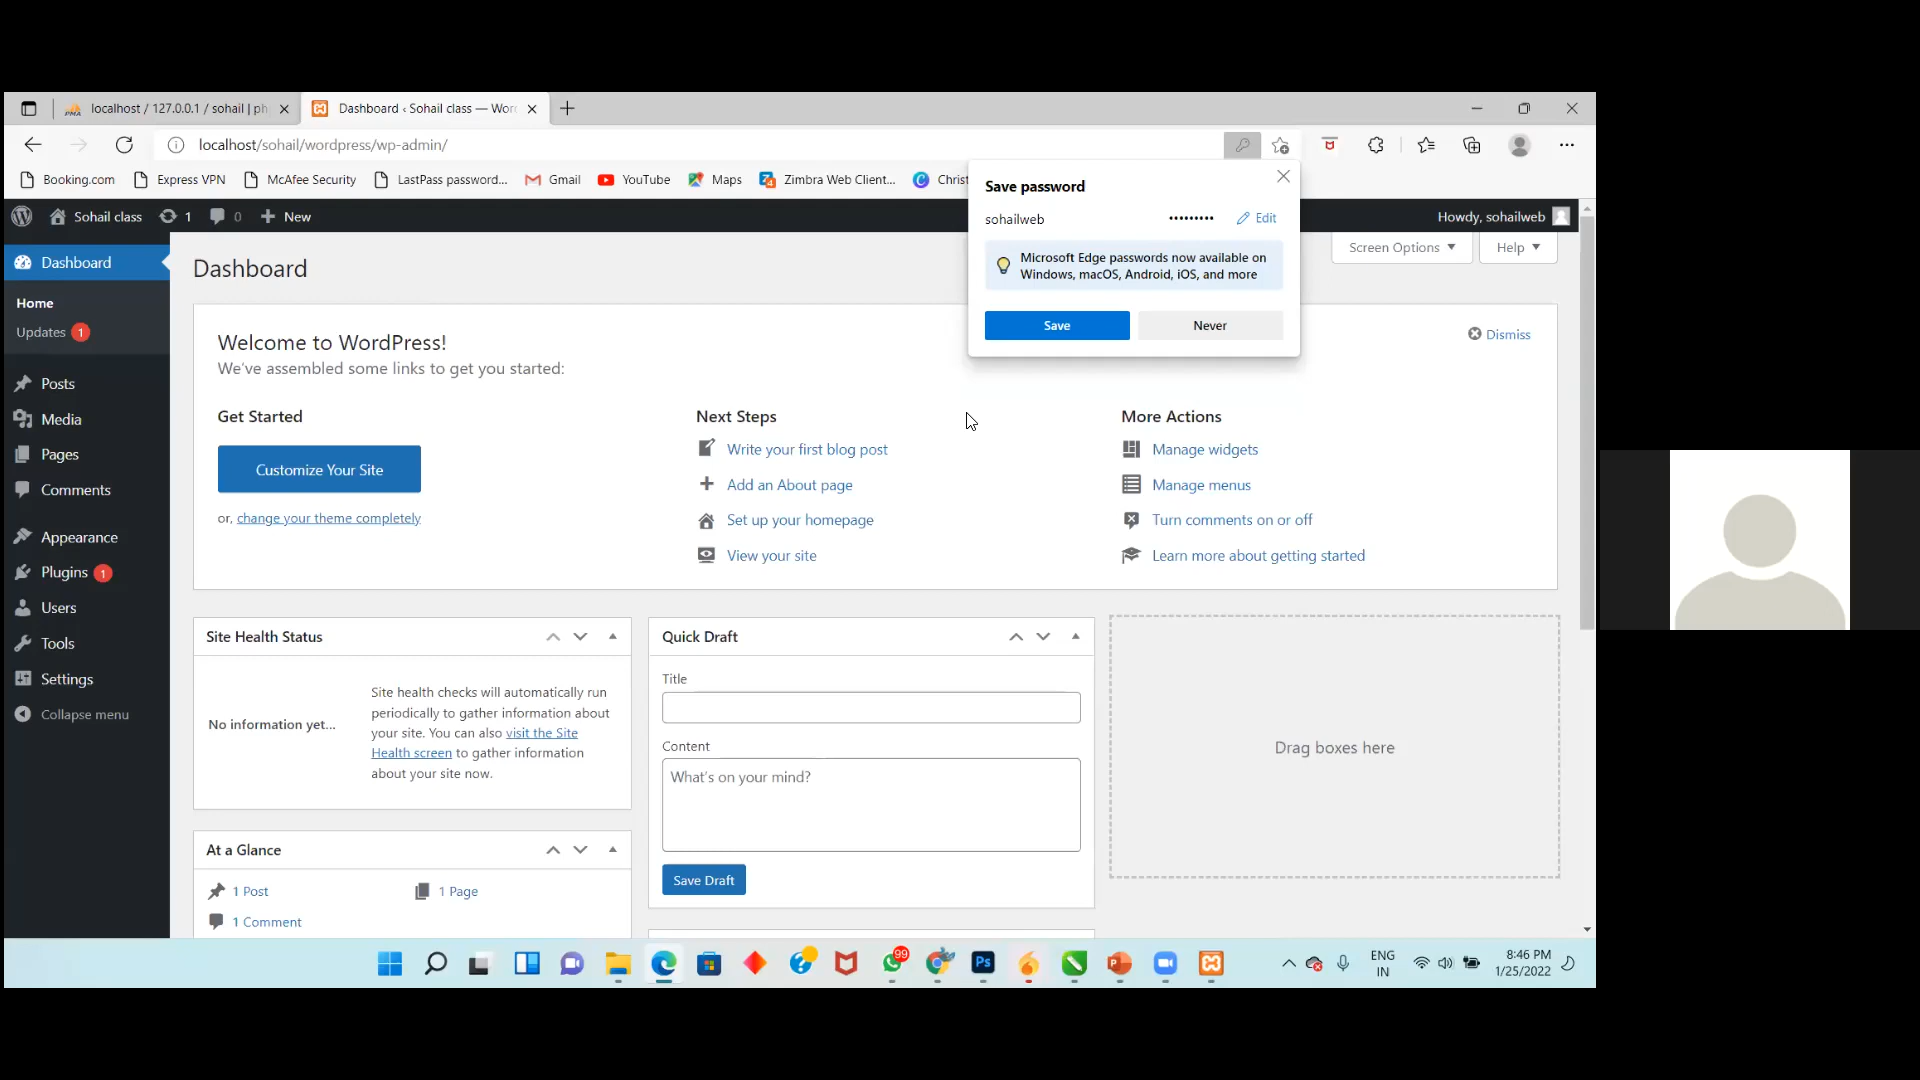 localhost / 127.0.0.1 / sohail | ph
Dashboard ‹ Sohail class — Wor
localhost/sohail/wordpress/wp-admin/
Booking.com
Express VPN
McAfee Security
LastPass password...
Gmail
YouTube
Maps
Zimbra Web Client...
Christ
Save password
sohailweb
Edit
Microsoft Edge passwords now available on
Windows, macOS, Android, iOS, and more
Save
Never
Sohail class
1
0
New
Howdy, sohailweb
Dashboard
Home
Updates 1
Posts
Media
Pages
Comments
Appearance
Plugins 1
Users
Tools
Settings
Collapse menu
Dashboard
Screen Options
Help
Welcome to WordPress!
We've assembled some links to get you started:
Dismiss
Get Started
Customize Your Site
or, change your theme completely
Next Steps
Write your first blog post
Add an About page
Set up your homepage
View your site
More Actions
Manage widgets
Manage menus
Turn comments on or off
Learn more about getting started
Site Health Status
No information yet...
Site health checks will automatically run
periodically to gather information about
your site. You can also visit the Site
Health screen to gather information
about your site now.
At a Glance
1 Post
1 Page
1 Comment
Quick Draft
Title
Content
What's on your mind?
Save Draft
Drag boxes here
99
Ps
ENG
IN
8:46 PM
1/25/2022